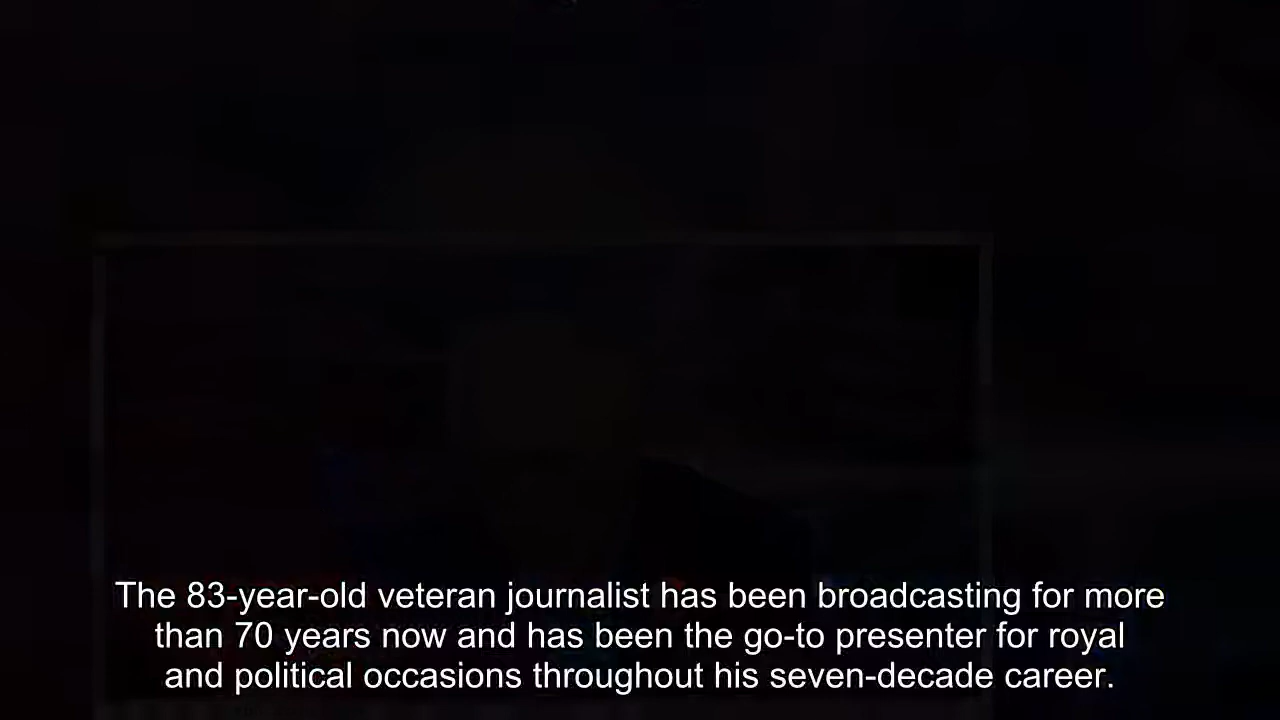 The 83-year-old veteran journalist has been broadcasting for more
than 70 years now and has been the go-to presenter for royal
and political occasions throughout his seven-decade career.